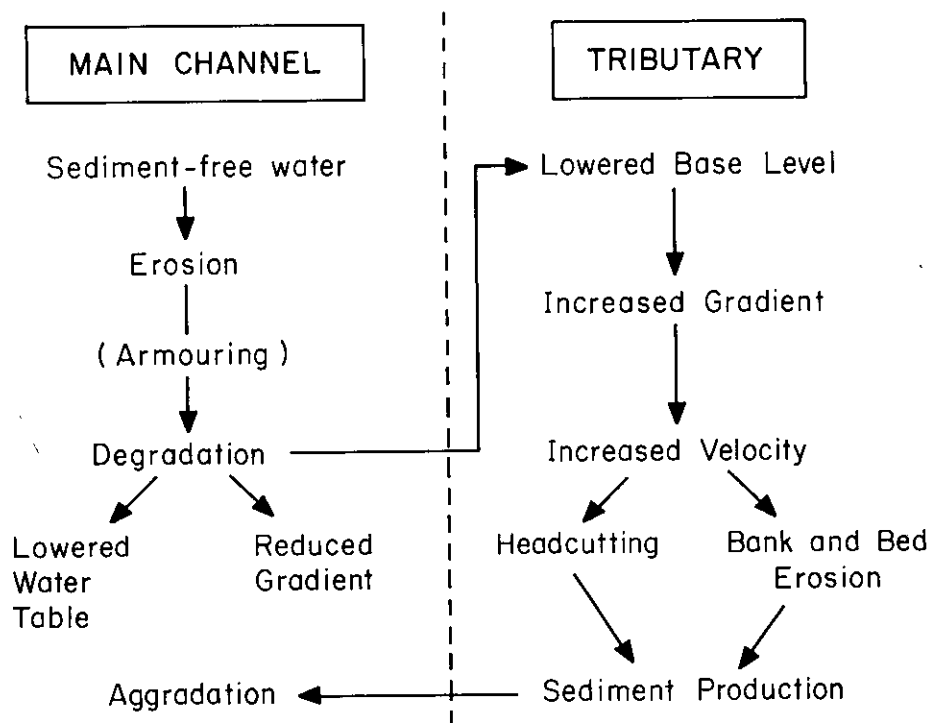 MAIN CHANNEL
Sediment-free water
Erosion
(Armouring)
Degradation
Lowered
Water
Table
Reduced
Gradient
Aggradation
TRIBUTARY
Lowered Base Level
Increased Gradient
Increased Velocity
Headcutting
Bank and Bed
Erosion
Sediment Production